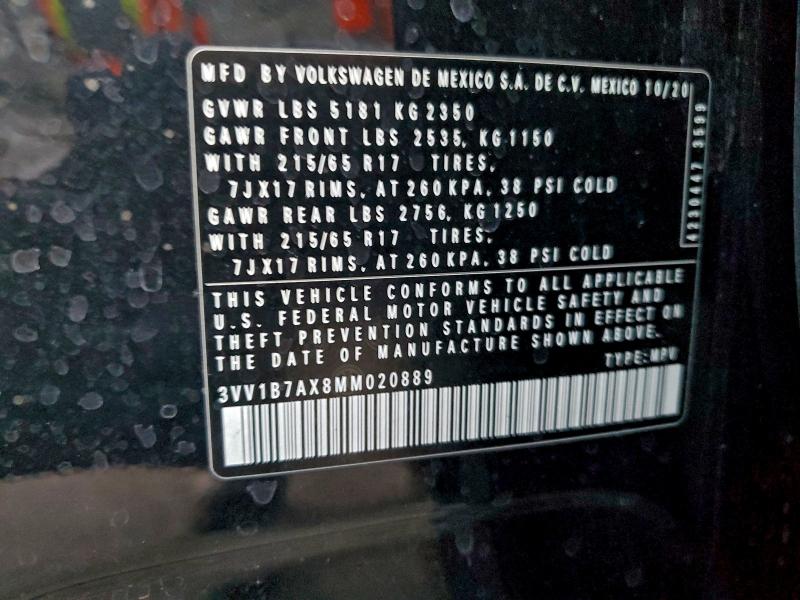 MFD BY VOLKSWAGEN DE MEXICO S.A. DE C.V. MEXICO 10/20
GVWR LBS 5181 KG 2350
GAWR FRONT LBS 2535, KG 1150
WITH 215/65 R17 TIRES,
7JX17 RIMS, AT 260 KPA, 38 PSI COLD
GAWR REAR LBS 2756, KG 1250
WITH 215/65 R17 TIRES,
7JX17 RIMS, AT 260 KPA, 38 PSI COLD
4230447 3599
THIS VEHICLE CONFORMS TO ALL APPLICABLE
U.S. FEDERAL MOTOR VEHICLE SAFETY AND
THEFT PREVENTION STANDARDS IN EFFECT ON
THE DATE OF MANUFACTURE SHOWN ABOVE.
TYPE:MPV
3VV1B7AX8MM020889